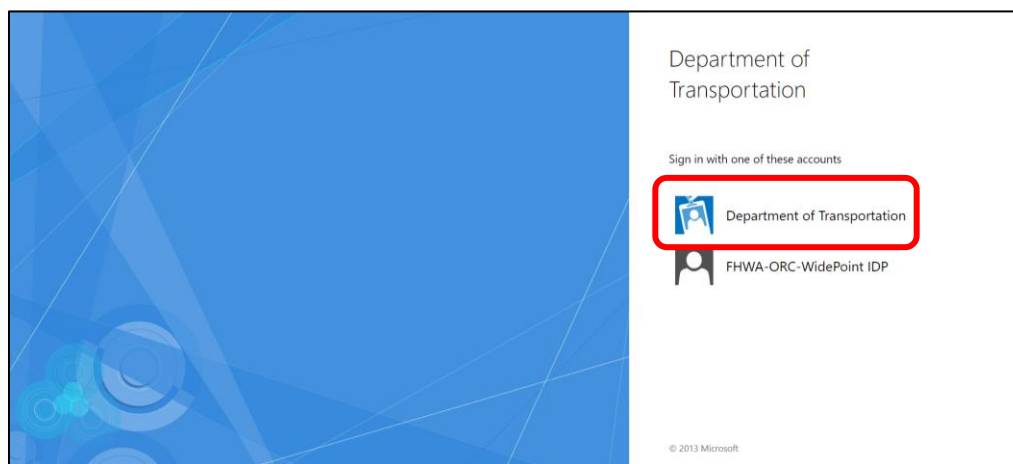 Department of
Transportation
Sign in with one of these accounts
Department of Transportation
FHWA-ORC-WidePoint IDP
© 2013 Microsoft